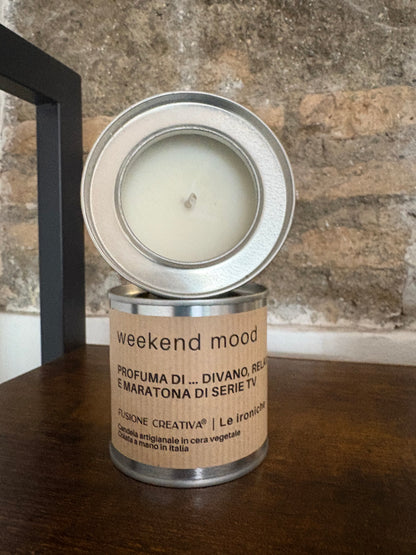 weekend mood
PROFUMA DI ... DIVANO, RELA
E MARATONA DI SERIE TV
FUSIONE CREATIVA® | Le ironiche
Candela artigianale in cera vegetale
Colata a mano in Italia